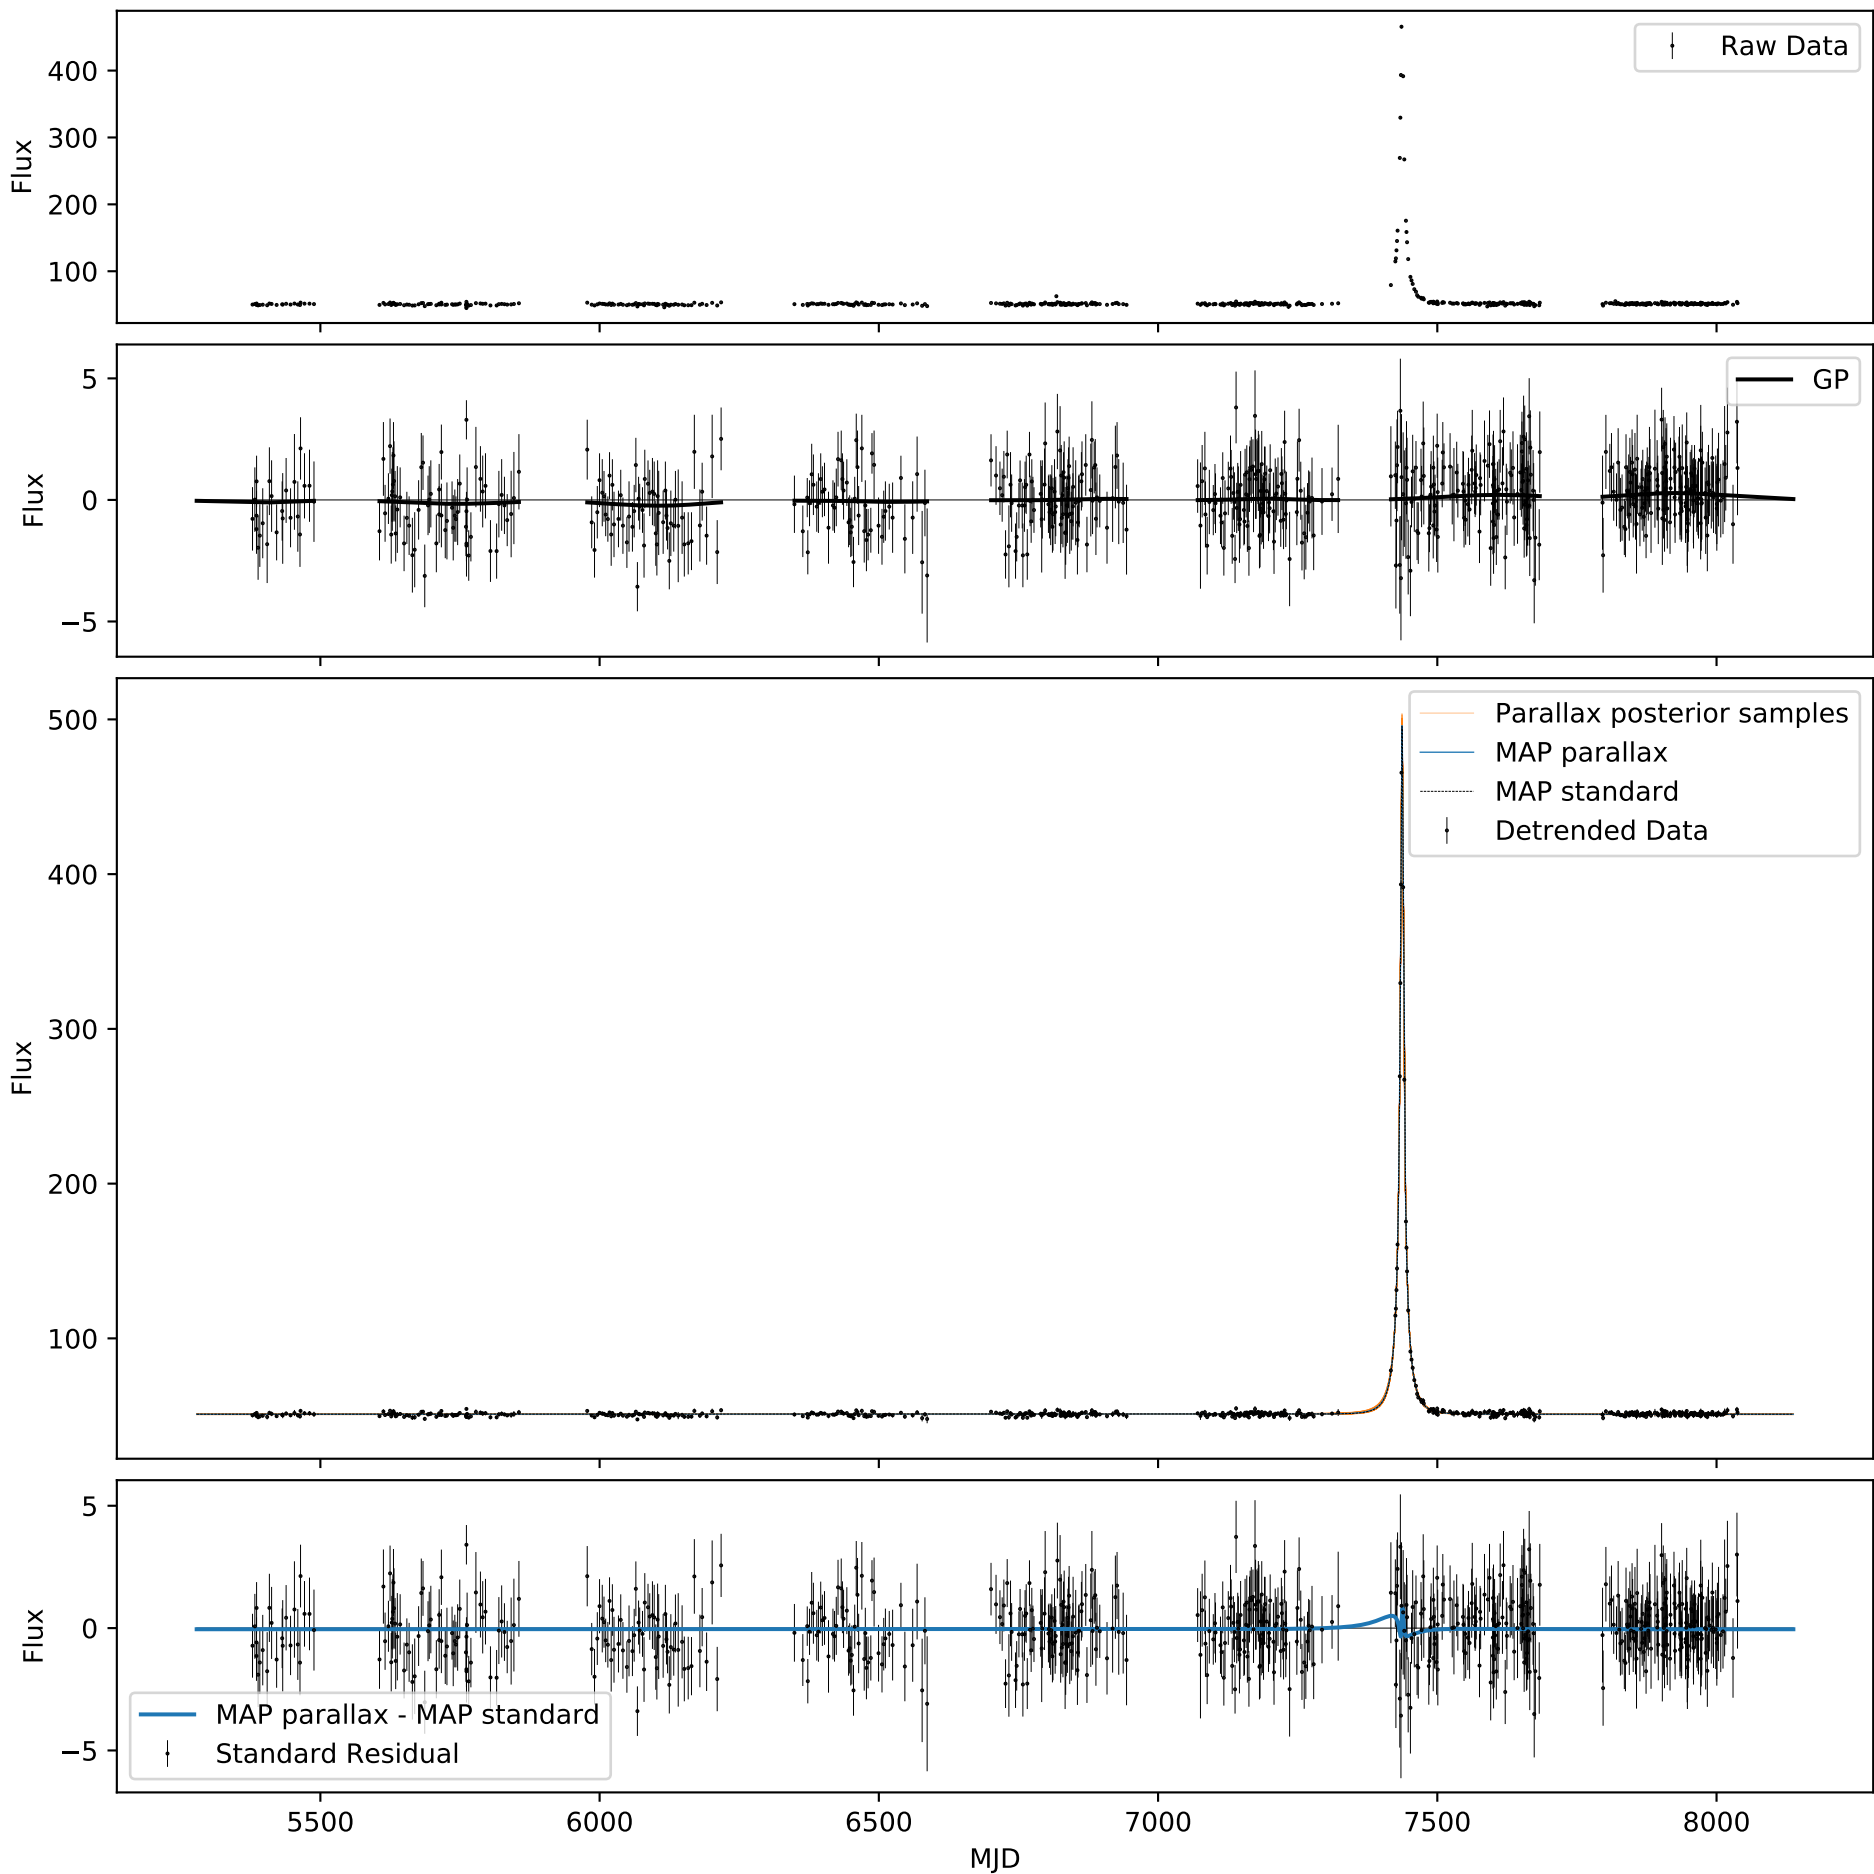 Raw Data
400
300
200
100
Flux
GP
5
0
−5
Flux
Parallax posterior samples
MAP parallax
MAP standard
Detrended Data
500
400
300
200
100
Flux
5
0
−5
Flux
MAP parallax - MAP standard
Standard Residual
5500 6000 6500 7000 7500 8000
MJD